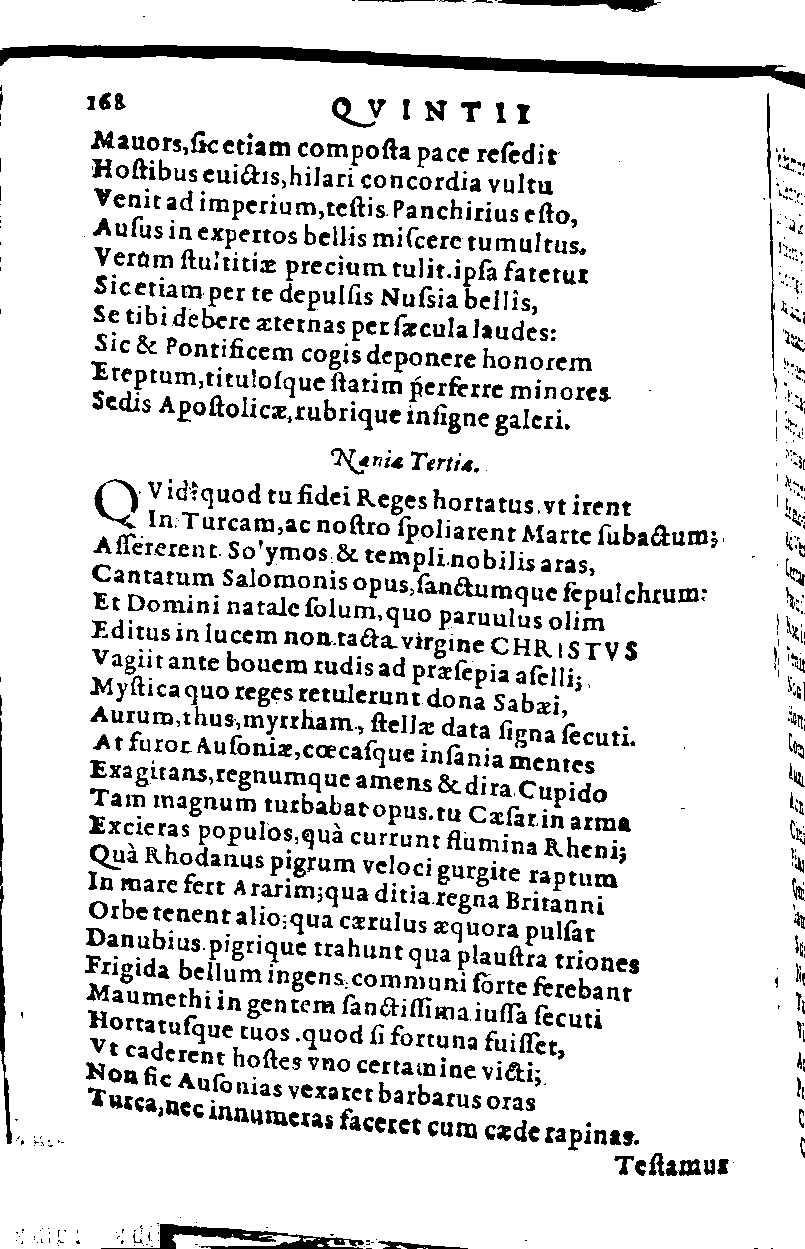 168
QVINTII
Mauors,ſic etiam compoſta pace reſedit
Hoſtibus euictis,hilari concordia vultu
Venit ad imperium,teſtis Panchirius eſto,
Auſus in expertos bellis miſcere tumultus.
Verùm ſtultitiæ precium tulit.ipſa fatetur
Sic etiam per te depulſis Nuſsia bellis,
Se tibi debere æternas per ſæcula laudes:
Sic & Pontificem cogis deponere honorem
Ereptum,tituloſque ſtatim perferre minores
Sedis Apoſtolicæ,rubrique inſigne galeri.
Nænia Tertia.
QVid?quod tu fidei Reges hortatus.vt irent
In Turcam,ac noſtro ſpoliarent Marte ſubactum;
Aſſererent So'ymos & templi nobilis aras,
Cantatum Salomonis opus,ſanctumque ſepulchrum:
Et Domini natale ſolum,quo paruulus olim
Editus in lucem non tacta virgine CHRISTVS
Vagiit ante bouem rudis ad præſepia aſelli;
Myſtica quo reges retulerunt dona Sabæi,
Aurum,thus,myrrham, ſtellæ data ſigna ſecuti.
At furor Auſoniæ,cœcaſque inſania mentes
Exagitans,regnumque amens & dira Cupido
Tam magnum turbabat opus.tu Cæſar in arma
Excieras populos,quà currunt flumina Rheni;
Quà Rhodanus pigrum veloci gurgite raptum
In mare fert Ararim;qua ditia regna Britanni
Orbe tenent alio;qua cærulus æquora pulſat
Danubius pigrique trahunt qua plauſtra triones
Frigida bellum ingens communi ſorte ferebant
Maumethi in gentem ſanctiſſima iuſſa ſecuti
Hortatuſque tuos .quod ſi fortuna fuiſſet,
Vt caderent hoſtes vno certamine victi;
Non ſic Auſonias vexaret barbarus oras
Turca,nec innumeras faceret cum cæde rapinas.
Teſtamur